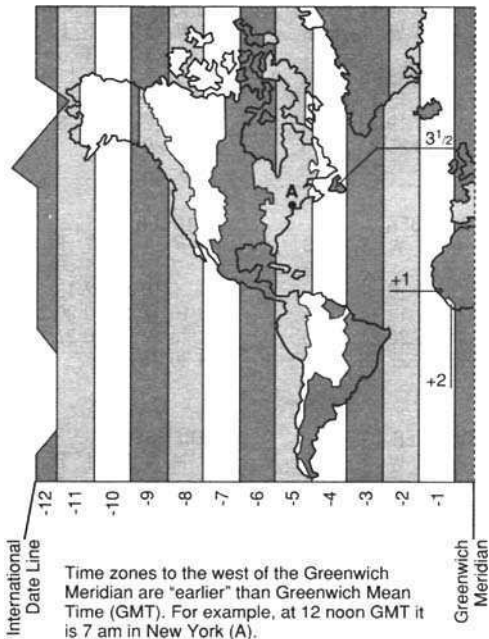 3 1/2
A
+1
+2
-12
-11
-10
-9
-8
-7
-6
-5
-4
-3
-2
-1
International
Date Line
Greenwich
Meridian
Time zones to the west of the Greenwich
Meridian are "earlier" than Greenwich Mean
Time (GMT). For example, at 12 noon GMT it
is 7 am in New York (A).